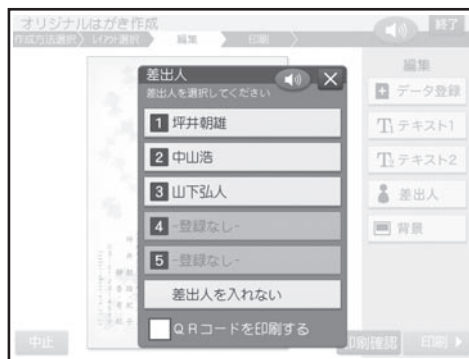 オリジナルはがき作成
終了
作成方法選択
レイアウト選択
編集
印刷
差出人
差出人を選択してください
1 坪井朝雄
2 中山浩
3 山下弘人
4 -登録なし-
5 -登録なし-
差出人を入れない
QRコードを印刷する
編集
データ登録
T1 テキスト1
T2 テキスト2
差出人
背景
中止
印刷確認
印刷